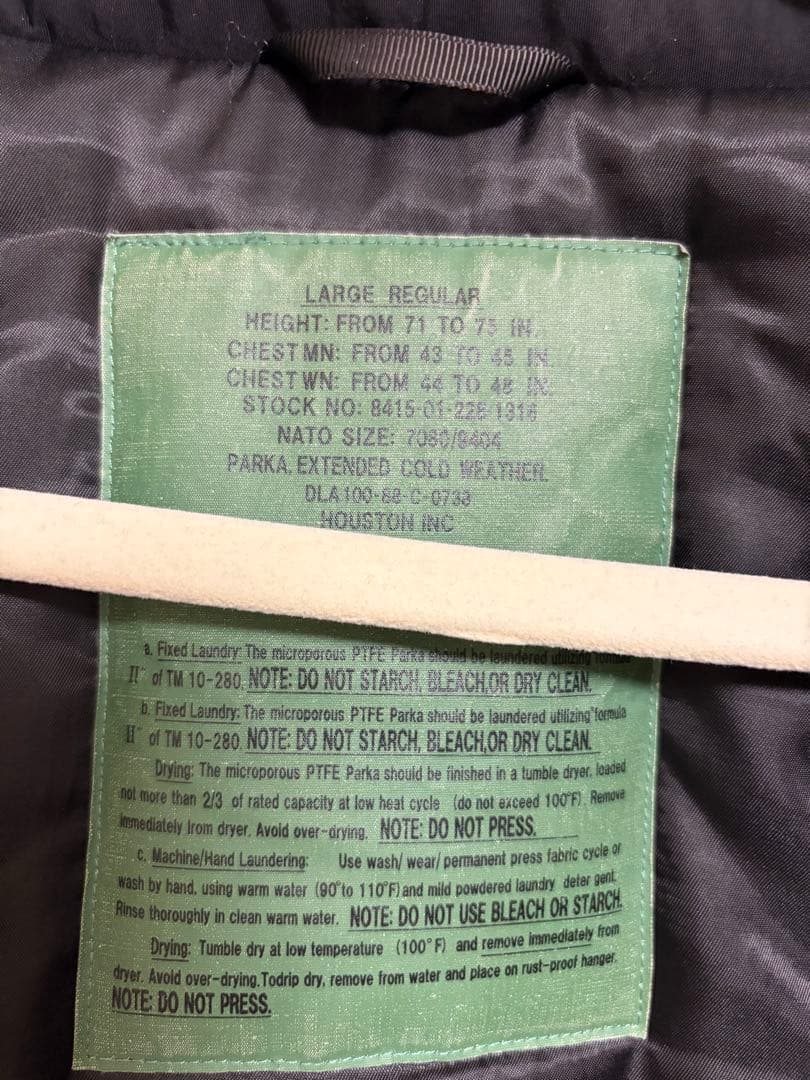 LARGE REGULAR
HEIGHT: FROM 71 TO 75 IN.
CHEST MN: FROM 43 TO 45 IN.
CHEST WN: FROM 44 TO 48 IN.
STOCK NO: 8415-01-228-1316
NATO SIZE: 7080/9404
PARKA, EXTENDED COLD WEATHER.
DLA100-88-C-0733
HOUSTON INC
a. Fixed Laundry: The microporous PTFE Parka should be laundered utilizing formula
II" of TM 10-280. NOTE: DO NOT STARCH, BLEACH,OR DRY CLEAN.
b. Fixed Laundry: The microporous PTFE Parka should be laundered utilizing"formula
II" of TM 10-280. NOTE: DO NOT STARCH, BLEACH,OR DRY CLEAN.
Drying: The microporous PTFE Parka should be finished in a tumble dryer, loaded
not more than 2/3 of rated capacity at low heat cycle (do not exceed 100°F). Remove
immediately from dryer. Avoid over-drying. NOTE: DO NOT PRESS.
c. Machine/Hand Laundering: Use wash/ wear/ permanent press fabric cycle or
wash by hand, using warm water (90°to 110°F) and mild powdered laundry deter gent.
Rinse thoroughly in clean warm water. NOTE: DO NOT USE BLEACH OR STARCH.
Drying: Tumble dry at low temperature (100°F) and remove immediately from
dryer. Avoid over-drying.Todrip dry, remove from water and place on rust-proof hanger.
NOTE: DO NOT PRESS.